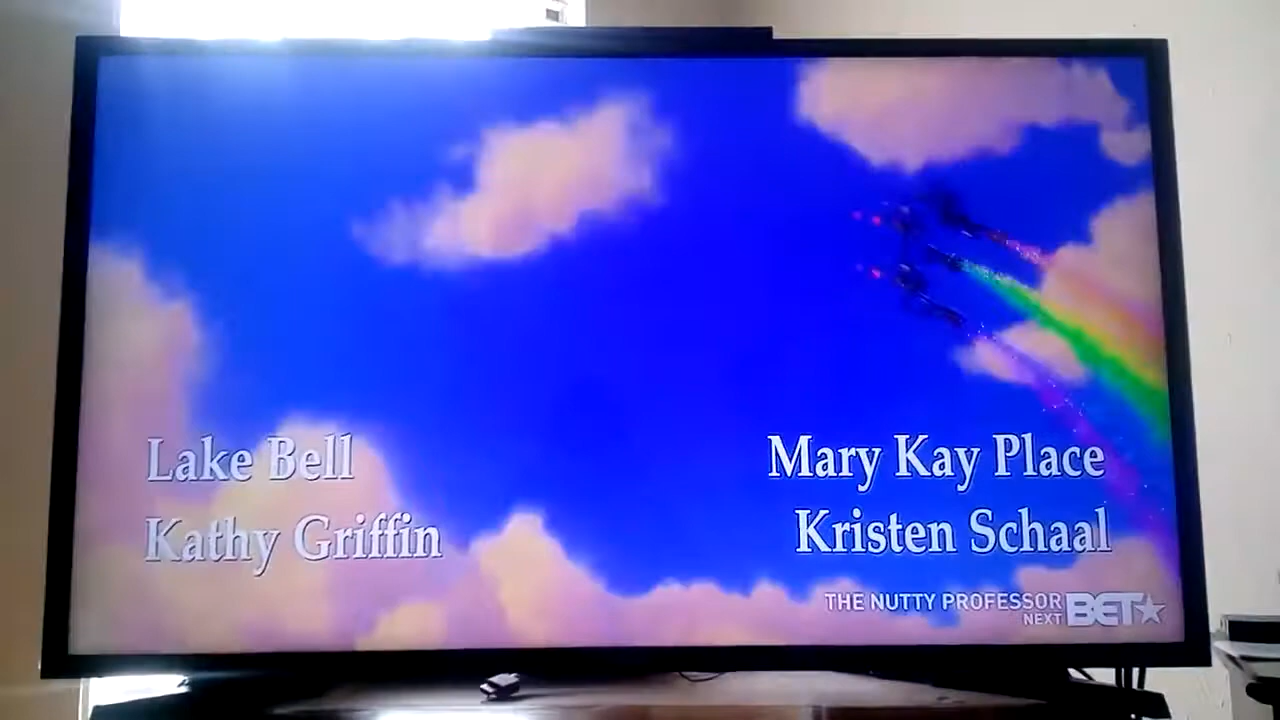 Lake Bell
Mary Kay Place
Kathy Griffin
Kristen Schaal
THE NUTTY PROFESSOR
NEXT
BET